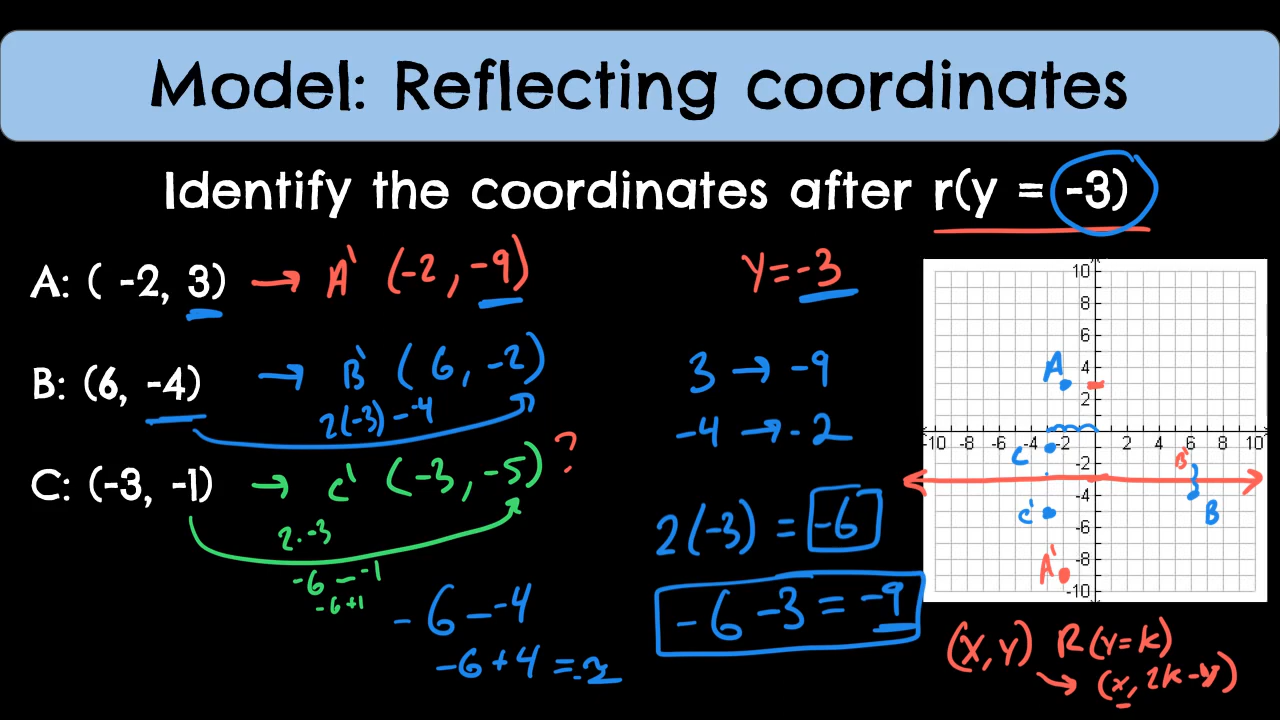 Model: Reflecting coordinates
Identify the coordinates after r(y = -3)
A: ( -2, 3) → A' (-2, -9)
y=-3
B: (6, -4) → B' (6, -2)
2(-3) - -4
3 → -9
-4 → -2
C: (-3, -1) → C' (-3, -5) ?
2·-3
-6 - -1
-6+1
2(-3) = -6
-6 - -4
-6+4 = -2
-6 -3 = -9
10
8
6
A 4
2
-10 -8 -6 -4 -2 2 4 6 8 10
C -2 B'
-4
C' -6 B
-8
A' -10
(x, y) R(y=k)
→ (x, 2k-y)